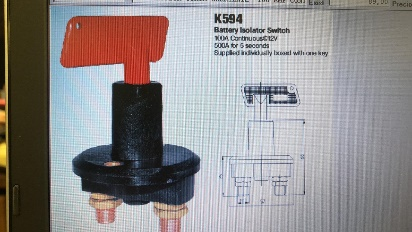 K594
Battery Isolator Switch
100A Continuous@12V
500A for 5 seconds
Supplied individually boxed with one key